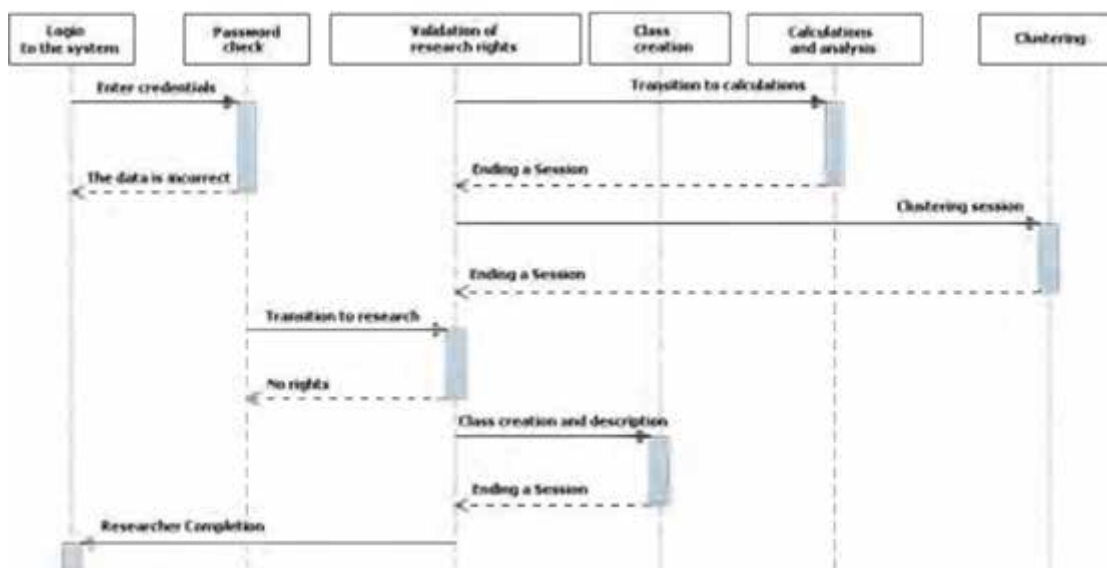 Login
to the system
Password
check
Validation of
research rights
Class
creation
Calculations
and analysis
Clustering
Enter credentials
Transition to calculations
The data is incorrect
Ending a Session
Clustering session
Ending a Session
Transition to research
No rights
Class creation and description
Ending a Session
Researcher Completion